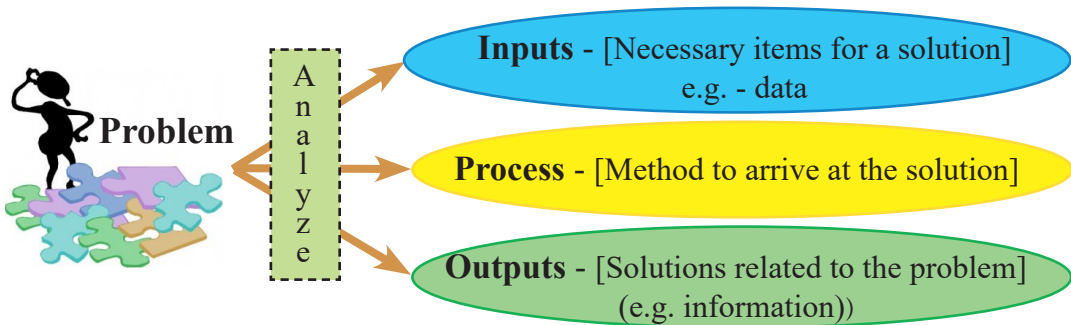 Problem
Analyze
Inputs - [Necessary items for a solution]
e.g. - data
Process - [Method to arrive at the solution]
Outputs - [Solutions related to the problem]
(e.g. information))